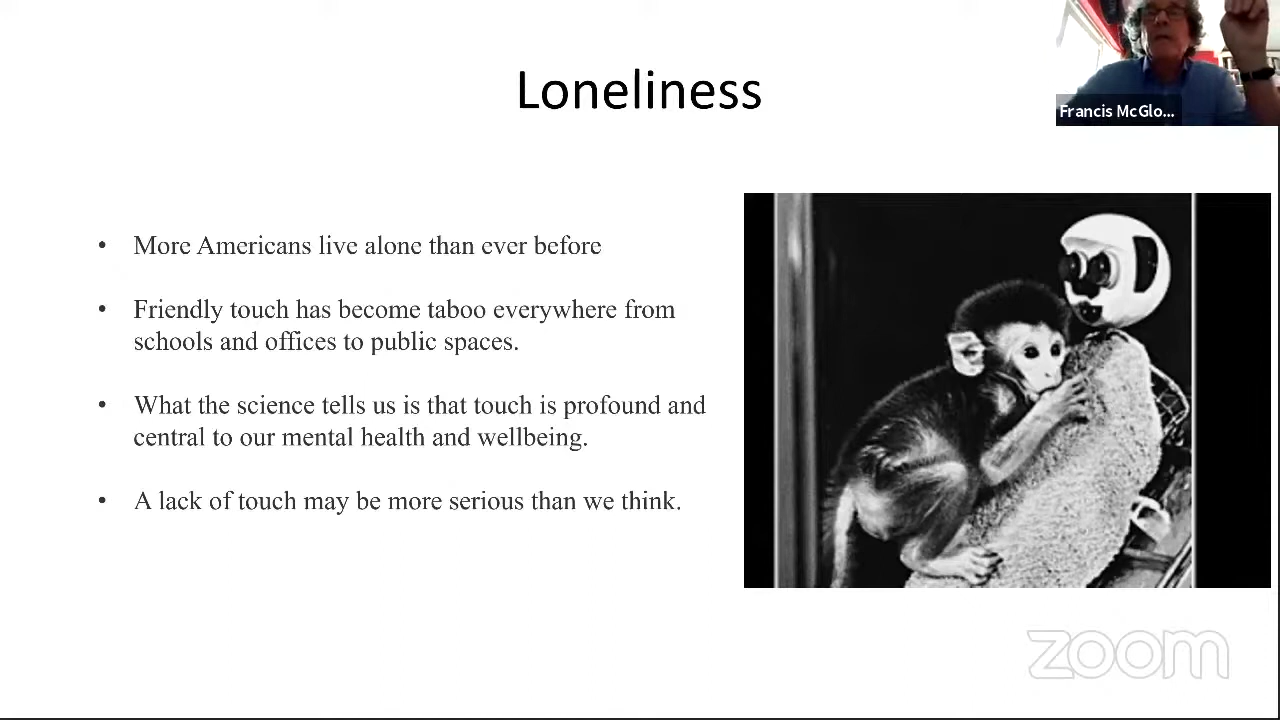 Loneliness
Francis McGlo...
• More Americans live alone than ever before
• Friendly touch has become taboo everywhere from
schools and offices to public spaces.
• What the science tells us is that touch is profound and
central to our mental health and wellbeing.
• A lack of touch may be more serious than we think.
zoom